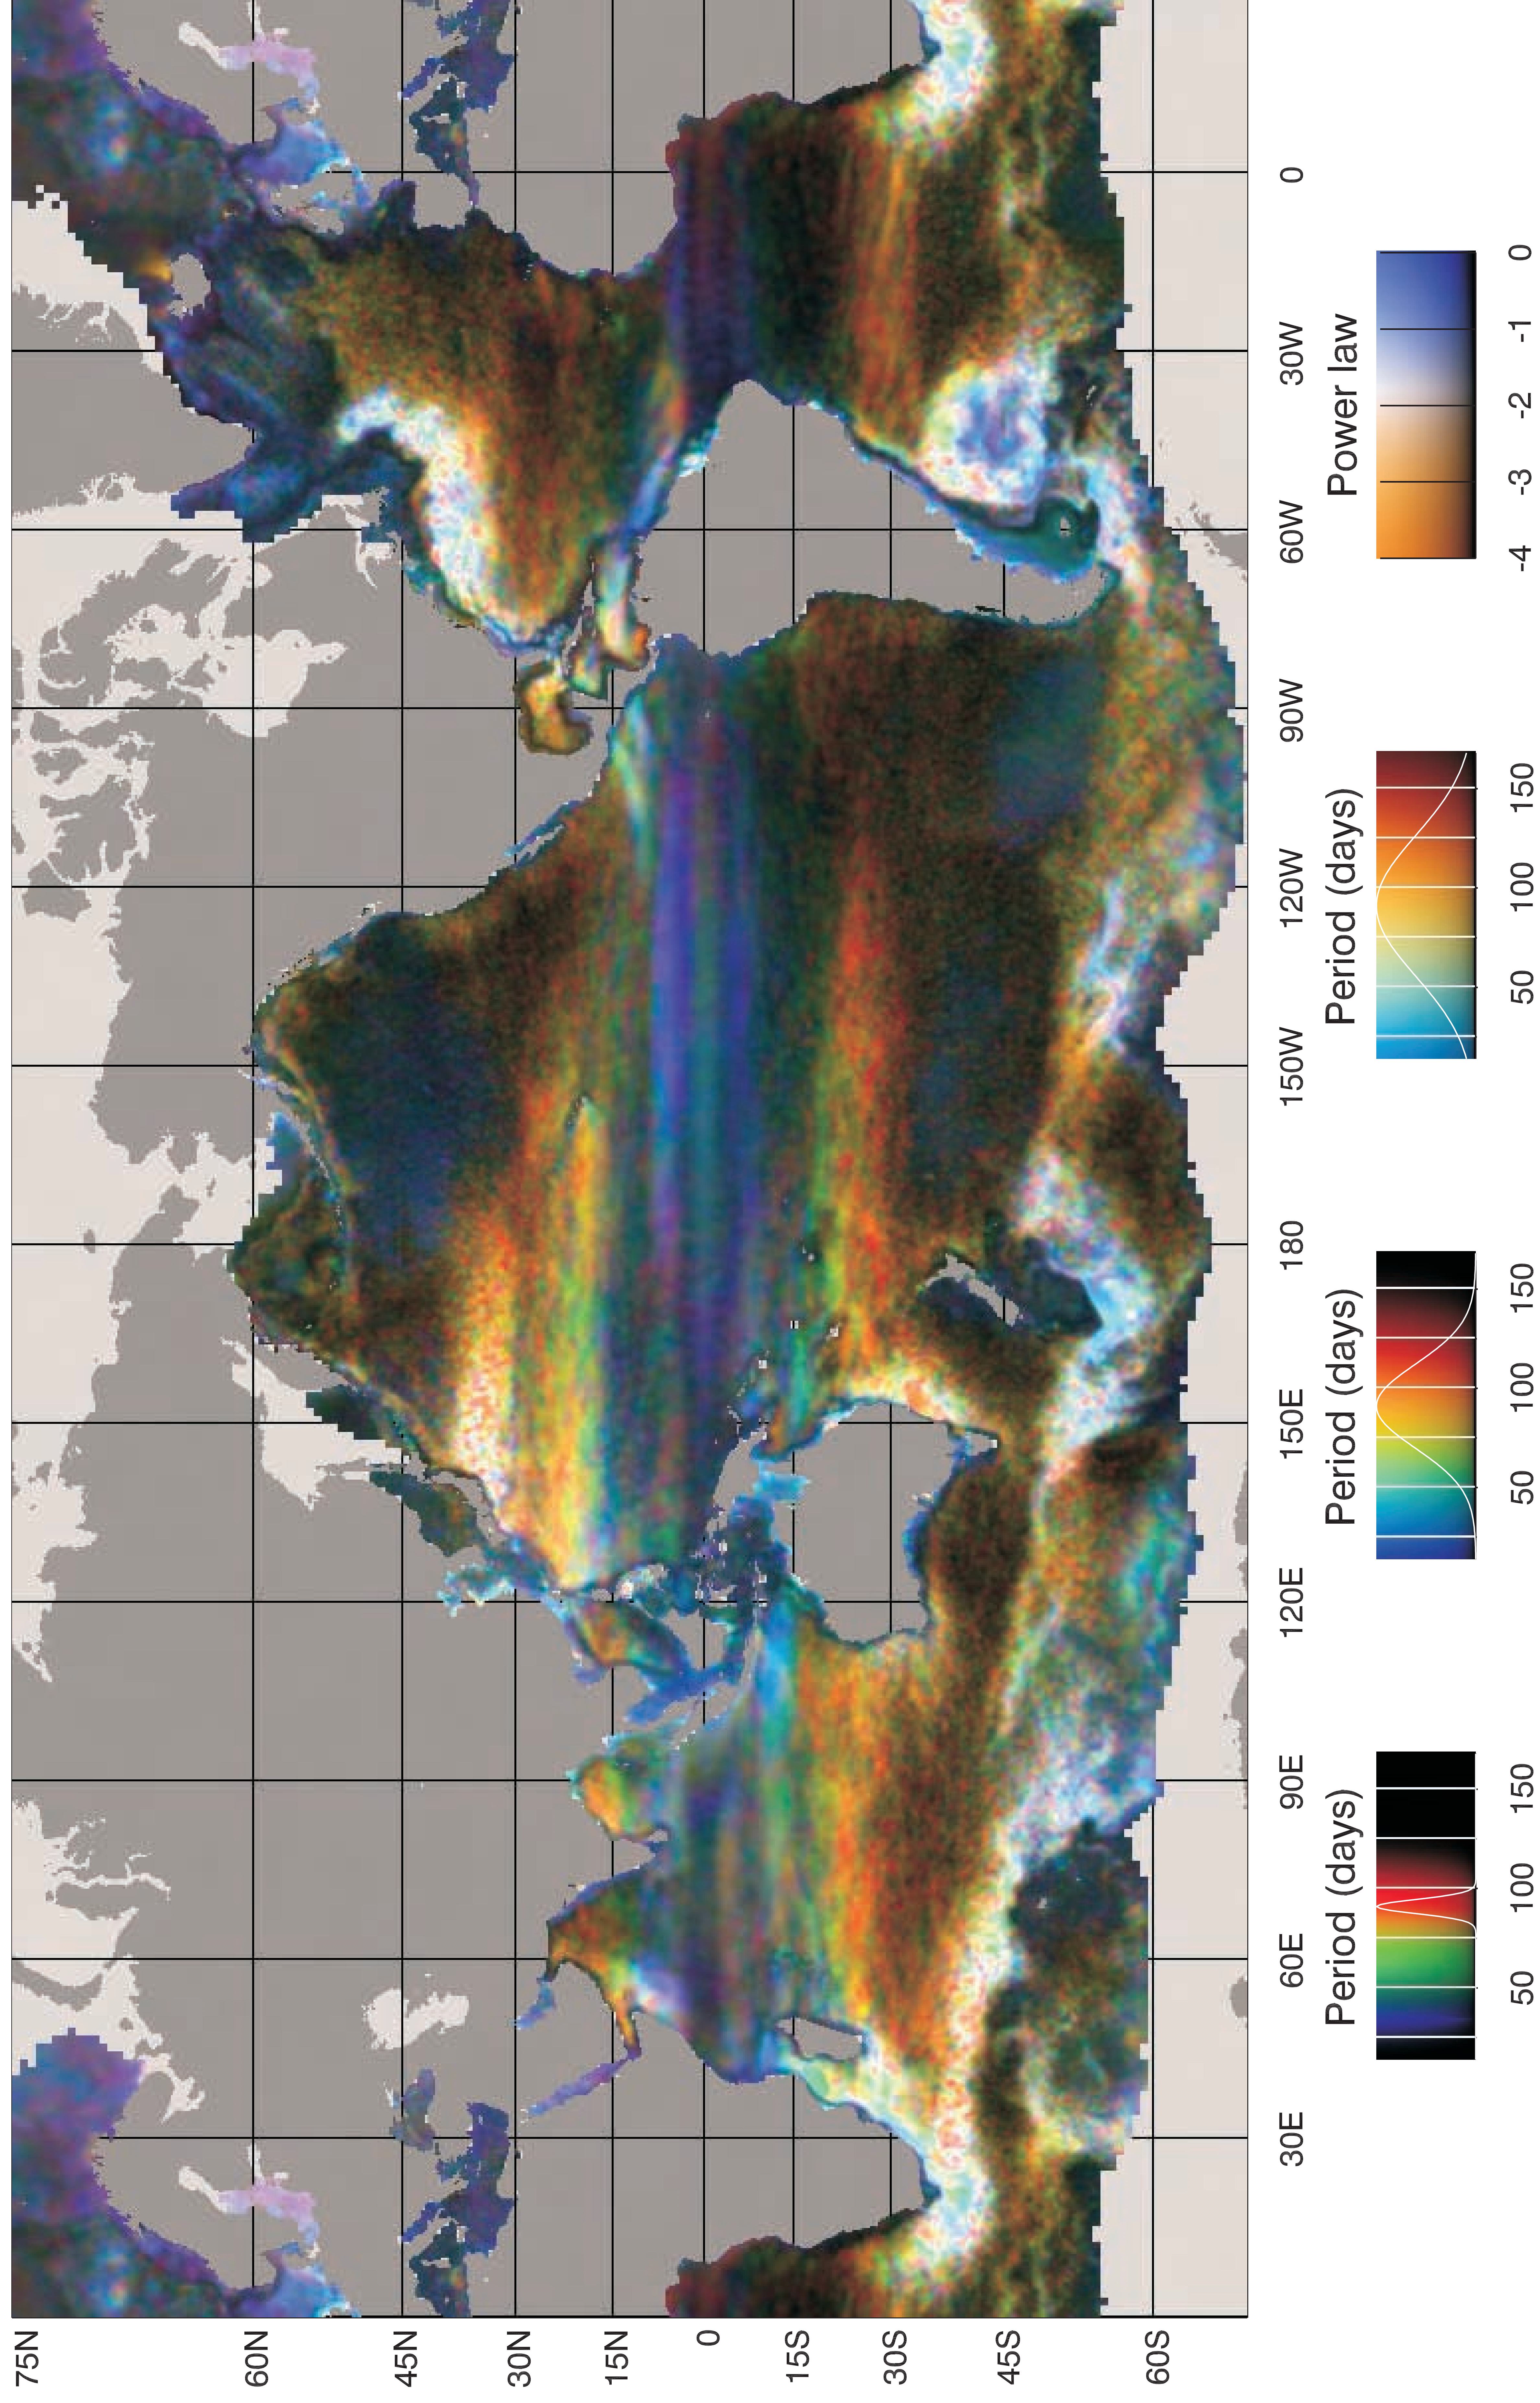 75N
60N
45N
30N
15N
0
15S
30S
45S
60S
30E 60E 90E 120E 150E 180 150W 120W 90W 60W 30W 0
Period (days) Period (days) Period (days) Power law
50 100 150 50 100 150 50 100 150 -4 -3 -2 -1 0